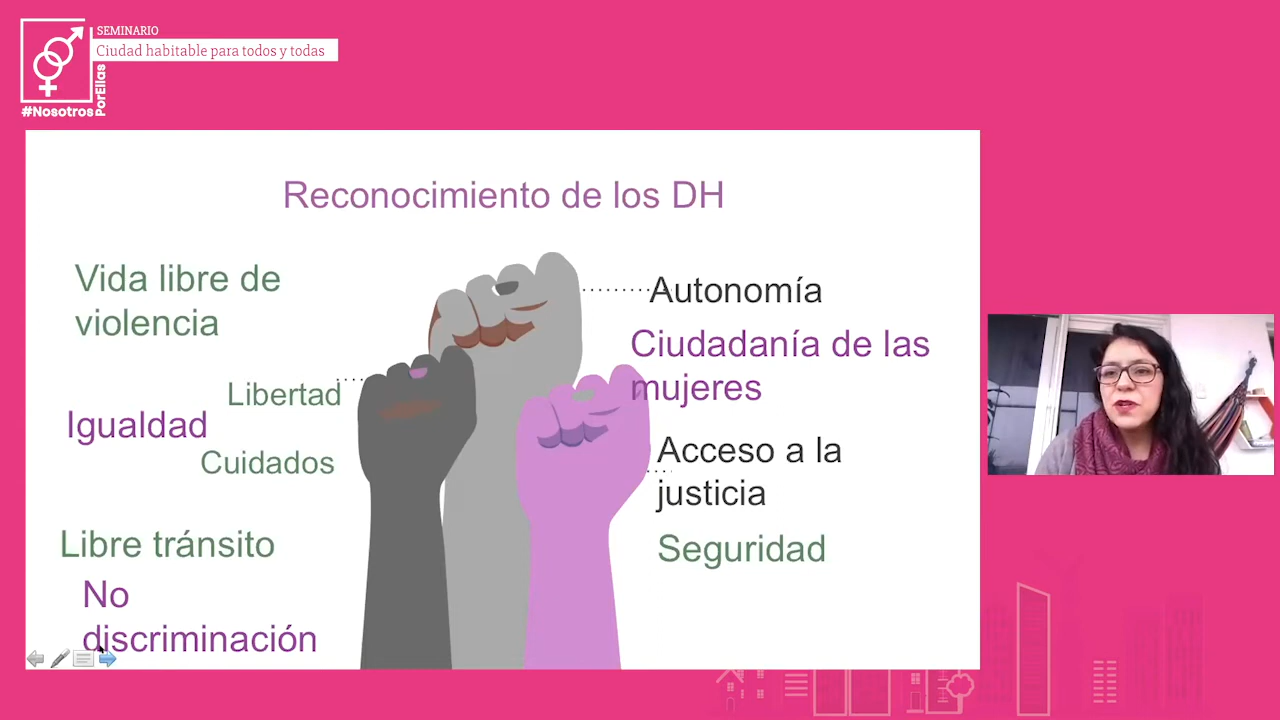 SEMINARIO
Ciudad habitable para todos y todas
#Nosotros
PorEllas
Reconocimiento de los DH
Vida libre de
violencia
Libertad
Igualdad
Cuidados
Libre tránsito
No
discriminación
Autonomía
Ciudadanía de las
mujeres
Acceso a la
justicia
Seguridad